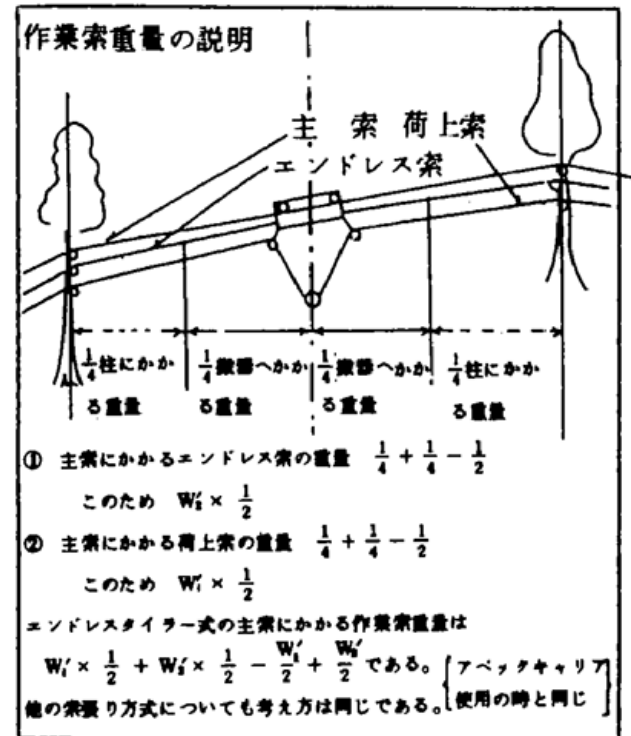 作業索重量の説明
主 索 荷上索
エンドレス索
1/4柱にかかる重量
1/4搬器へかかる重量
1/4搬器へかかる重量
1/4柱にかかる重量
① 主索にかかるエンドレス索の重量 1/4 + 1/4 − 1/2
このため W₂′ × 1/2
② 主索にかかる荷上索の重量 1/4 + 1/4 − 1/2
このため W₁′ × 1/2
エンドレスタイラー式の主索にかかる作業索重量は
W₁′ × 1/2 + W₂′ × 1/2 − W₁′/2 + W₂′/2 である。
他の索張り方式についても考え方は同じである。
アベックキャリア
使用の時と同じ